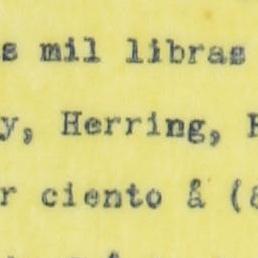 s mil libras
y, Herring,
r ciento å (